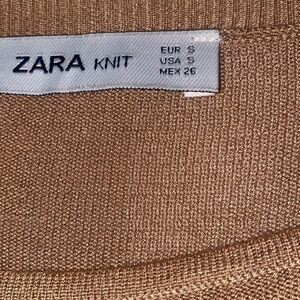 ZARA KNIT
EUR S
USA S
MEX 26